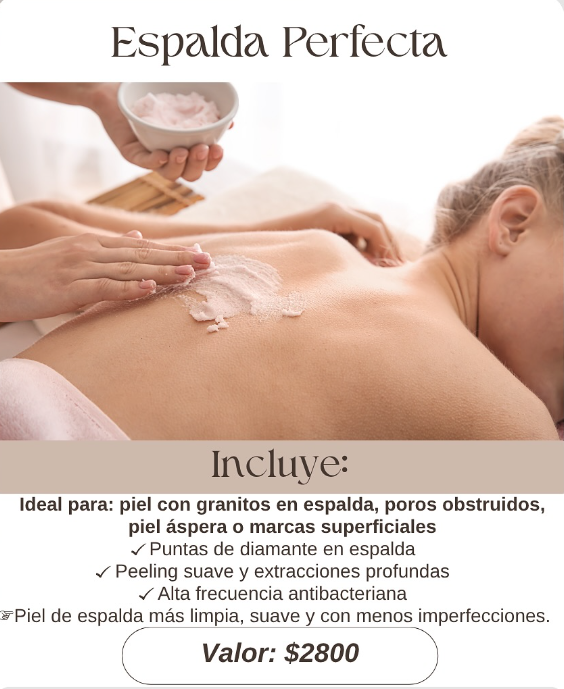 Espalda Perfecta
Incluye:
Ideal para: piel con granitos en espalda, poros obstruidos,
piel áspera o marcas superficiales
✓ Puntas de diamante en espalda
✓ Peeling suave y extracciones profundas
✓ Alta frecuencia antibacteriana
☞Piel de espalda más limpia, suave y con menos imperfecciones.
Valor: $2800